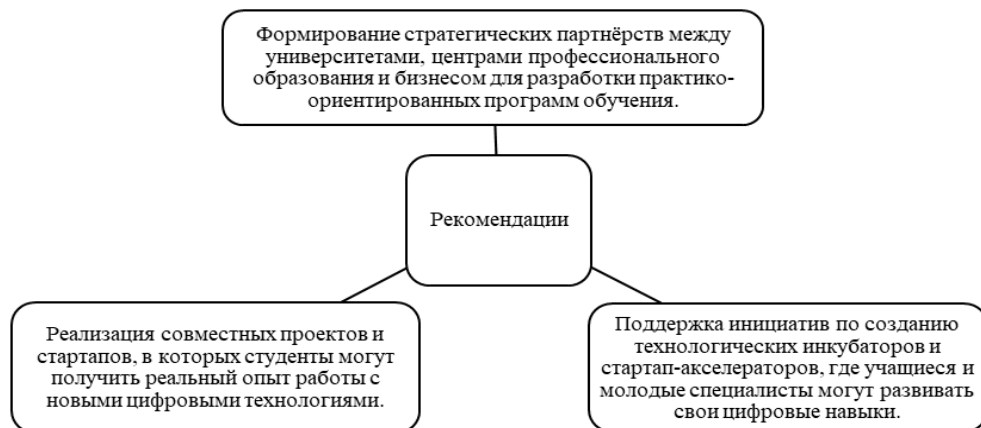 Формирование стратегических партнёрств между
университетами, центрами профессионального
образования и бизнесом для разработки практико-
ориентированных программ обучения.
Рекомендации
Реализация совместных проектов и
стартапов, в которых студенты могут
получить реальный опыт работы с
новыми цифровыми технологиями.
Поддержка инициатив по созданию
технологических инкубаторов и
стартап-акселераторов, где учащиеся и
молодые специалисты могут развивать
свои цифровые навыки.